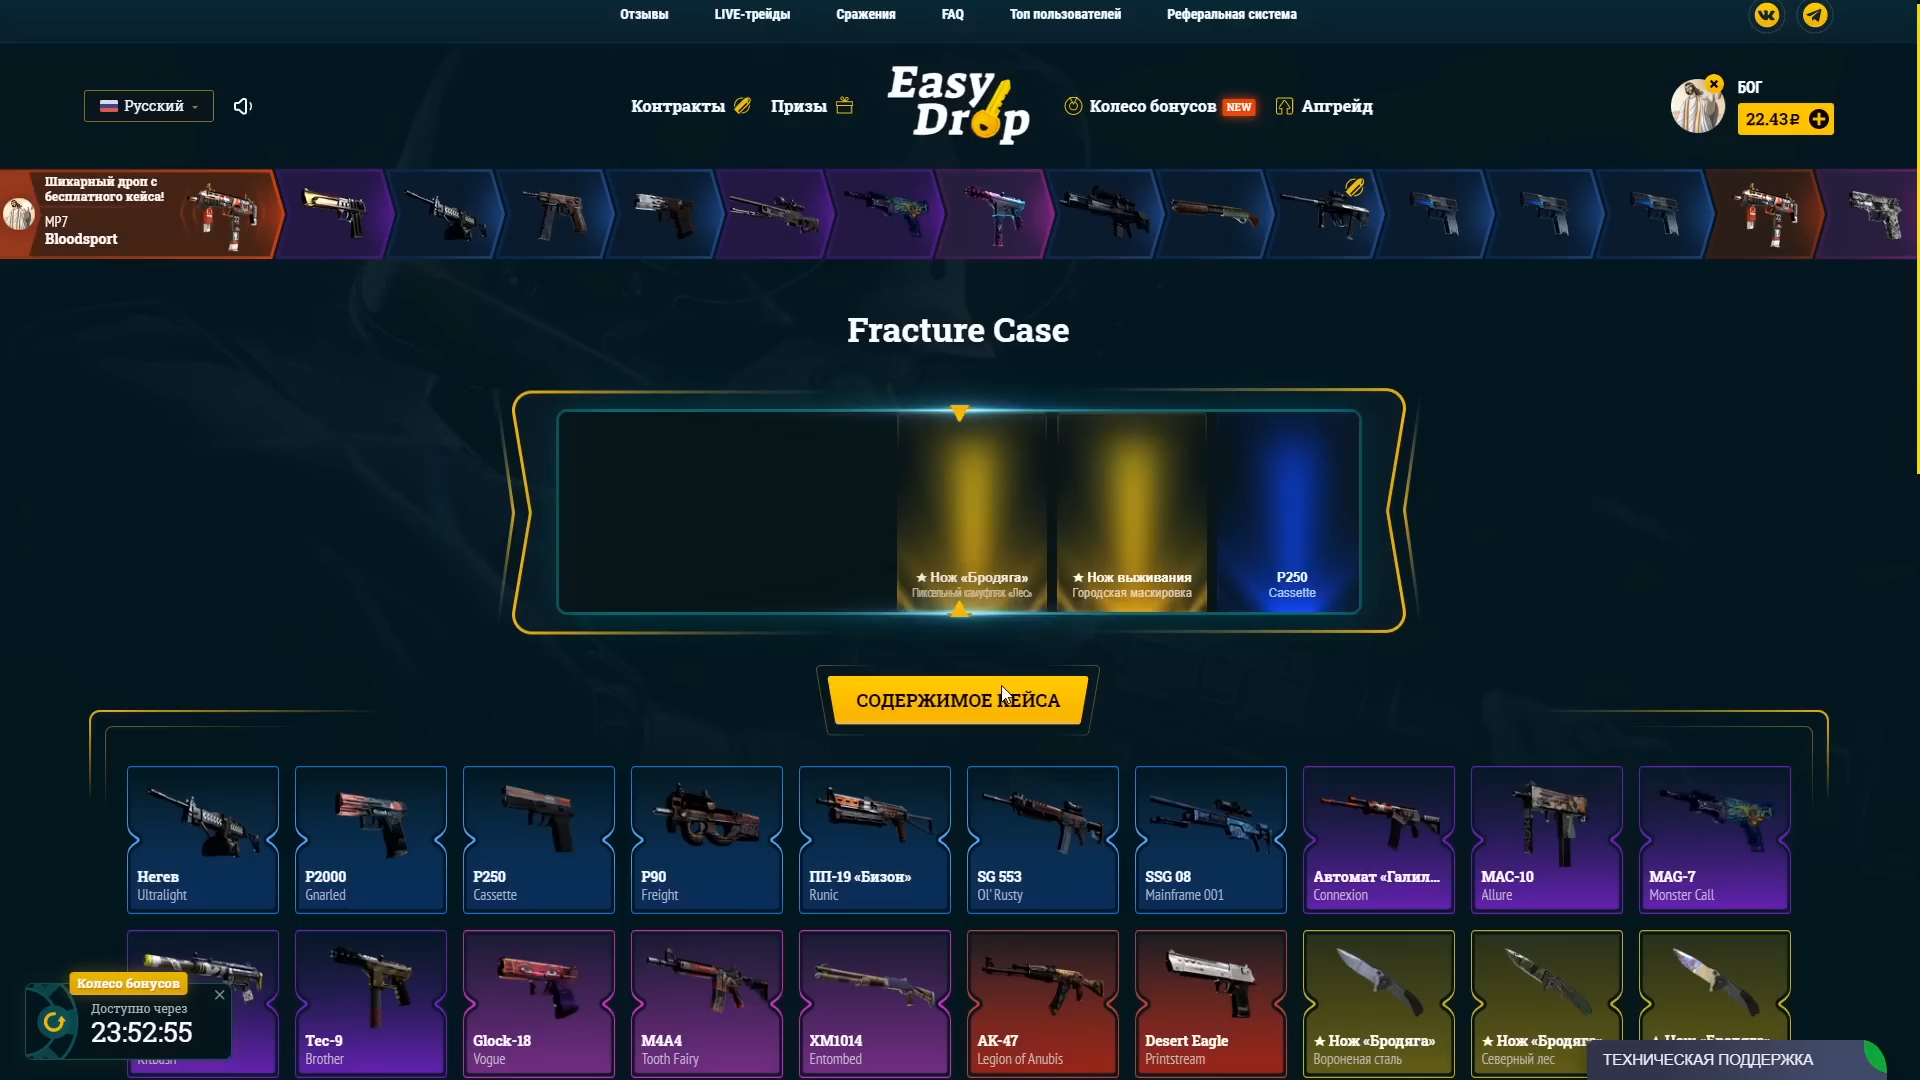 Отзывы
LIVE-трейды
Сражения
FAQ
Топ пользователей
Реферальная система
Русский
Контракты
Призы
Easy
Drop
Колесо бонусов NEW
Апгрейд
БОГ
22.43₽
Шикарный дроп с
бесплатного кейса!
MP7
Bloodsport
Fracture Case
★ Нож «Бродяга»
Пиксельный камуфляж «Лес»
★ Нож выживания
Городская маскировка
P250
Cassette
СОДЕРЖИМОЕ КЕЙСА
Негев
Ultralight
P2000
Gnarled
P250
Cassette
P90
Freight
ПП-19 «Бизон»
Runic
SG 553
Ol' Rusty
SSG 08
Mainframe 001
Автомат «Галил...
Connexion
MAC-10
Allure
MAG-7
Monster Call
Колесо бонусов
Доступно через
23:52:55
Tec-9
Brother
Glock-18
Vogue
M4A4
Tooth Fairy
XM1014
Entombed
AK-47
Legion of Anubis
Desert Eagle
Printstream
★ Нож «Бродяга»
Вороненая сталь
★ Нож «Бродяга»
Северный лес
ТЕХНИЧЕСКАЯ ПОДДЕРЖКА